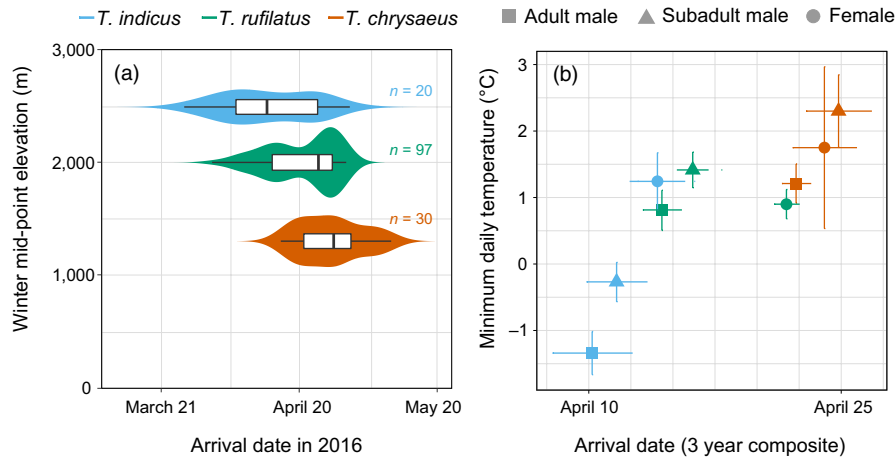 T. indicus T. rufilatus T. chrysaeus
Adult male Subadult male Female
(a)
Winter mid-point elevation (m)
3,000
2,000
1,000
0
n = 20
n = 97
n = 30
March 21 April 20 May 20
Arrival date in 2016
(b)
Minimum daily temperature (°C)
3
2
1
0
−1
April 10 April 25
Arrival date (3 year composite)